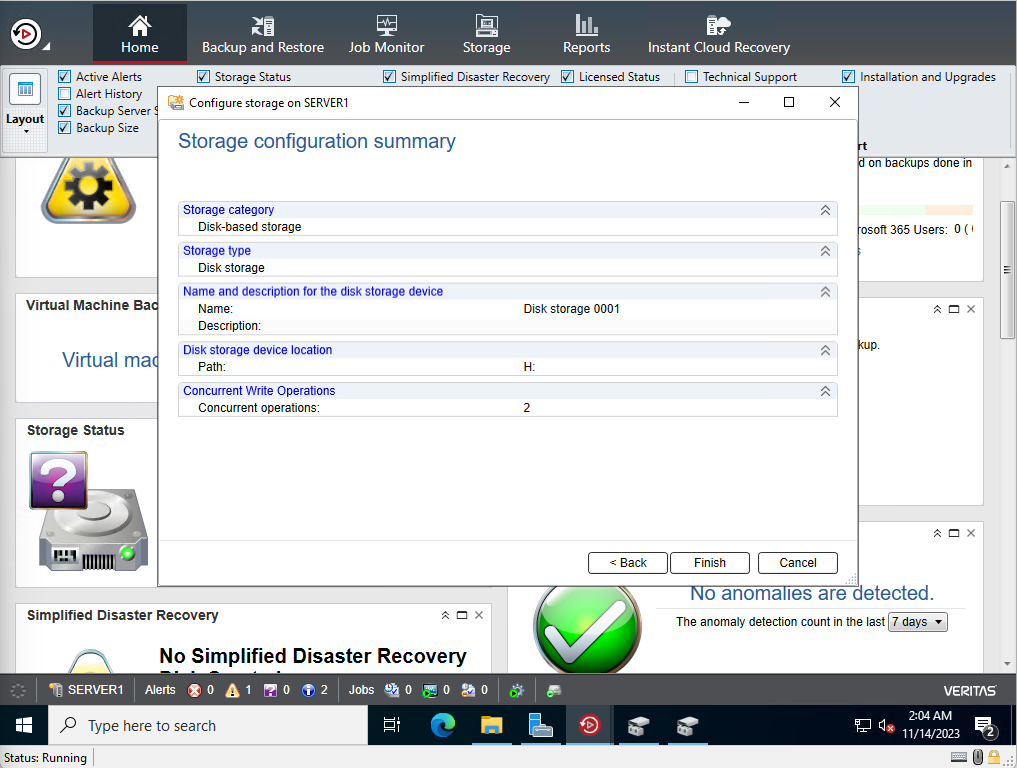 Home
Backup and Restore
Job Monitor
Storage
Reports
Instant Cloud Recovery
Layout
Active Alerts
Alert History
Backup Server S
Backup Size
Storage Status
Simplified Disaster Recovery
Licensed Status
Technical Support
Installation and Upgrades
Configure storage on SERVER1
Storage configuration summary
Storage category
Disk-based storage
Storage type
Disk storage
Name and description for the disk storage device
Name: Disk storage 0001
Description:
Disk storage device location
Path: H:
Concurrent Write Operations
Concurrent operations: 2
< Back
Finish
Cancel
rt
d on backups done in
rosoft 365 Users: 0 (
kup.
Virtual Machine Bac
Virtual mac
Storage Status
Simplified Disaster Recovery
No Simplified Disaster Recovery
No anomalies are detected.
The anomaly detection count in the last 7 days
SERVER1
Alerts 0 1 0 2
Jobs 0 0 0
VERITAS
Type here to search
2:04 AM
11/14/2023
2
Status: Running